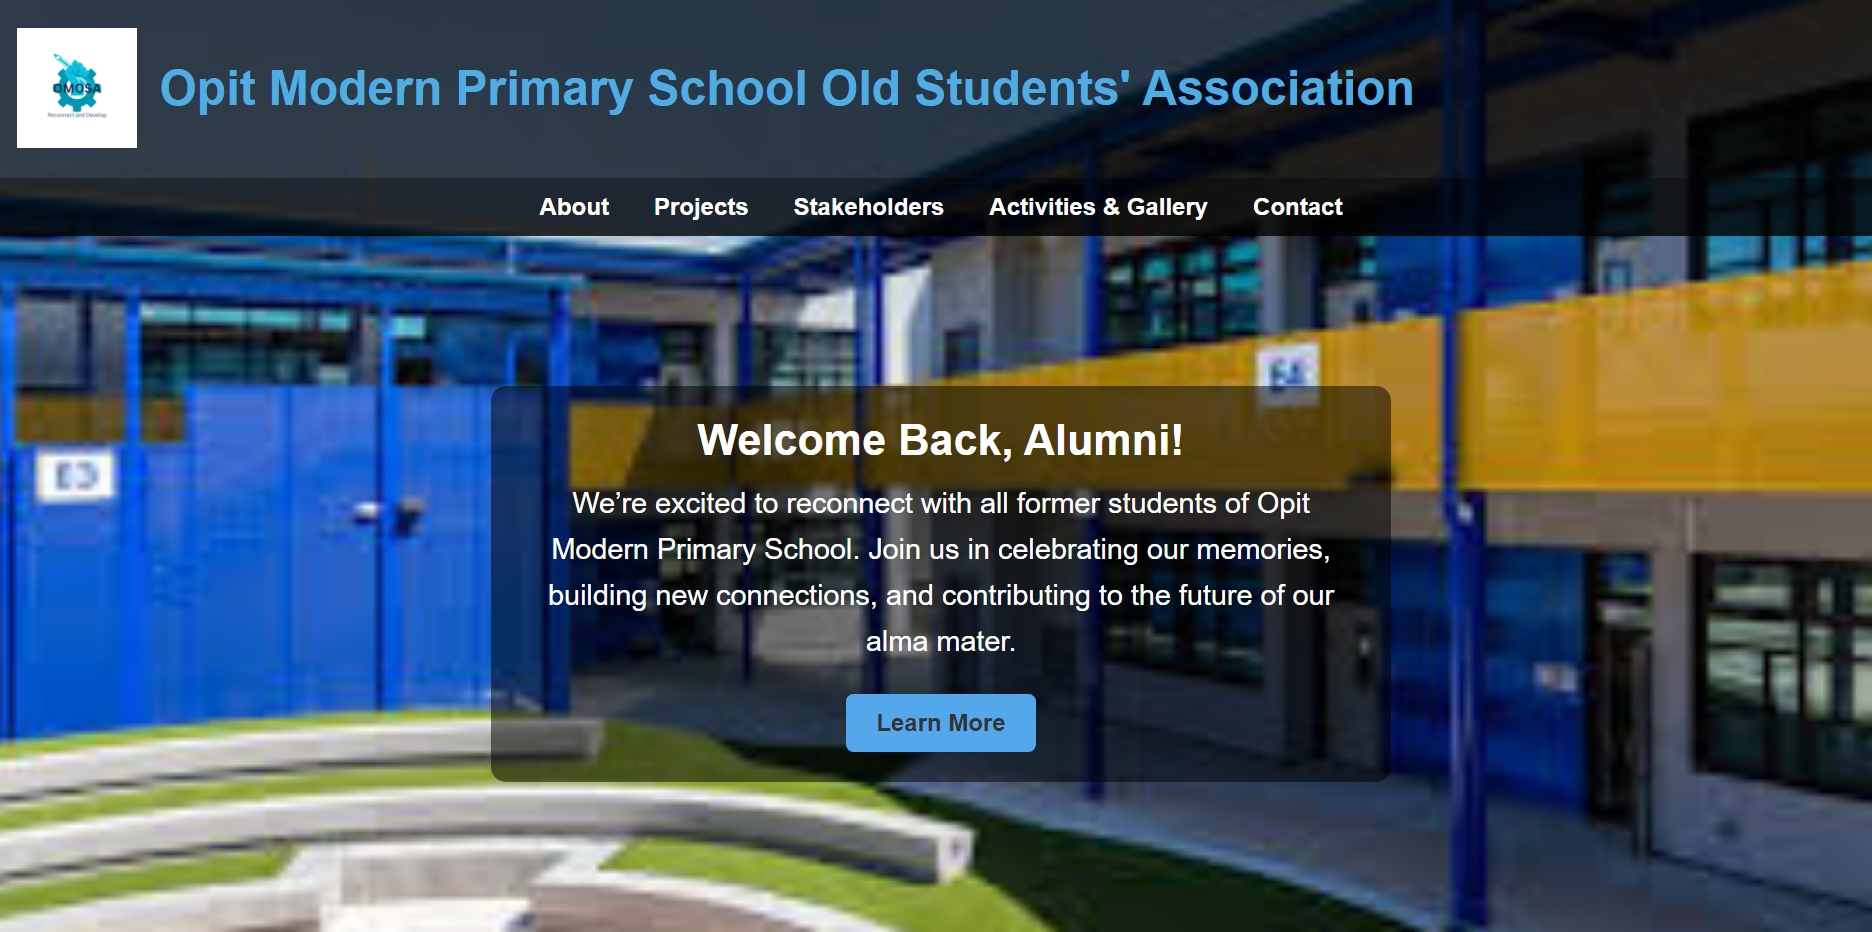 OMOSA
Reconnect and Develop
Opit Modern Primary School Old Students' Association
About Projects Stakeholders Activities & Gallery Contact
Welcome Back, Alumni!
We’re excited to reconnect with all former students of Opit
Modern Primary School. Join us in celebrating our memories,
building new connections, and contributing to the future of our
alma mater.
Learn More